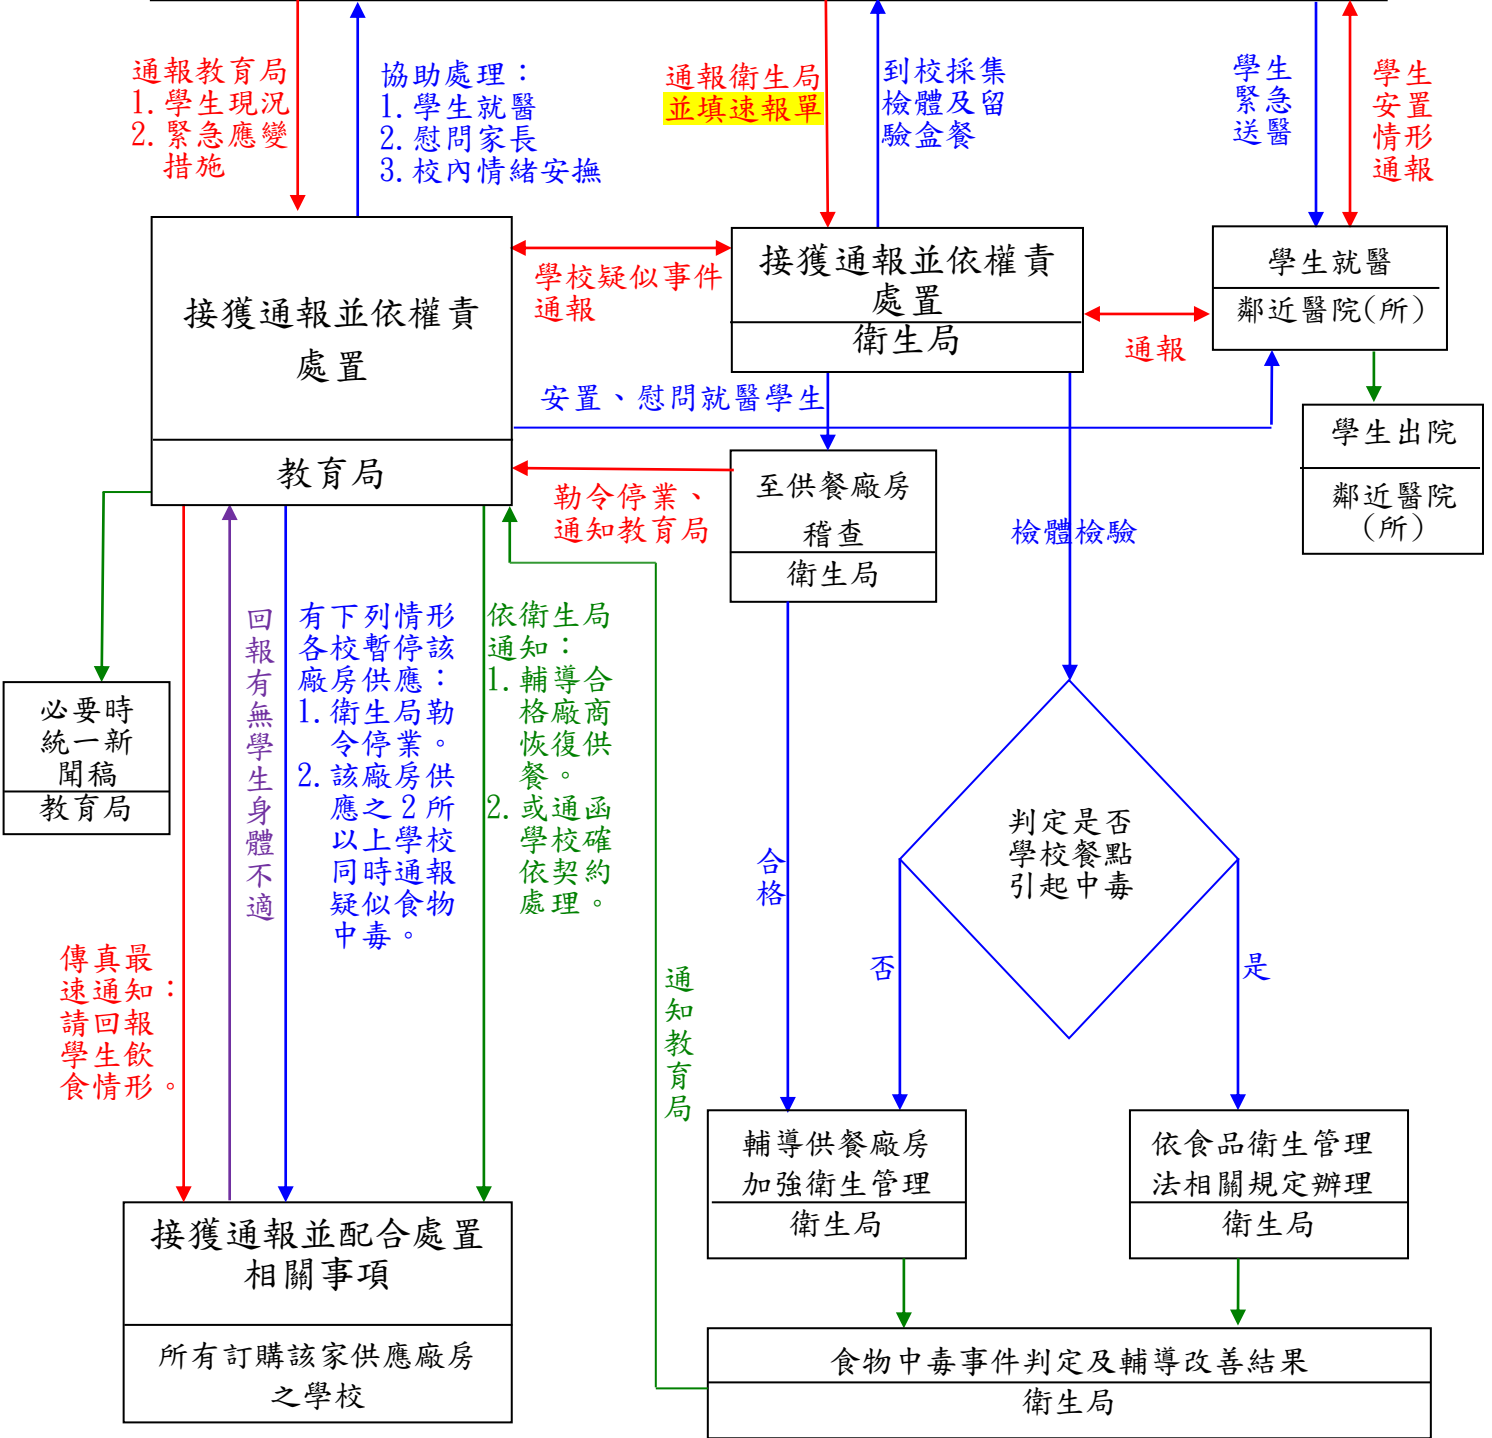 通報教育局
1.學生現況
2.緊急應變
措施
協助處理：
1.學生就醫
2.慰問家長
3.校內情緒安撫
通報衛生局
並填速報單
到校採集
檢體及留
驗盒餐
學生
緊急
送醫
學生
安置
情形
通報
接獲通報並依權責
處置
教育局
學校疑似事件
通報
接獲通報並依權責
處置
衛生局
通報
學生就醫
鄰近醫院(所)
安置、慰問就醫學生
學生出院
鄰近醫院
(所)
勒令停業、
通知教育局
至供餐廠房
稽查
衛生局
檢體檢驗
回報有無學生身體不適
有下列情形
各校暫停該
廠房供應：
1.衛生局勒
令停業。
2.該廠房供
應之2所
以上學校
同時通報
疑似食物
中毒。
依衛生局
通知：
1.輔導合
格廠商
恢復供
餐。
2.或通函
學校確
依契約
處理。
必要時
統一新
聞稿
教育局
合格
判定是否
學校餐點
引起中毒
否
是
傳真最
速通知：
請回報
學生飲
食情形。
通知教育局
輔導供餐廠房
加強衛生管理
衛生局
依食品衛生管理
法相關規定辦理
衛生局
接獲通報並配合處置
相關事項
所有訂購該家供應廠房
之學校
食物中毒事件判定及輔導改善結果
衛生局